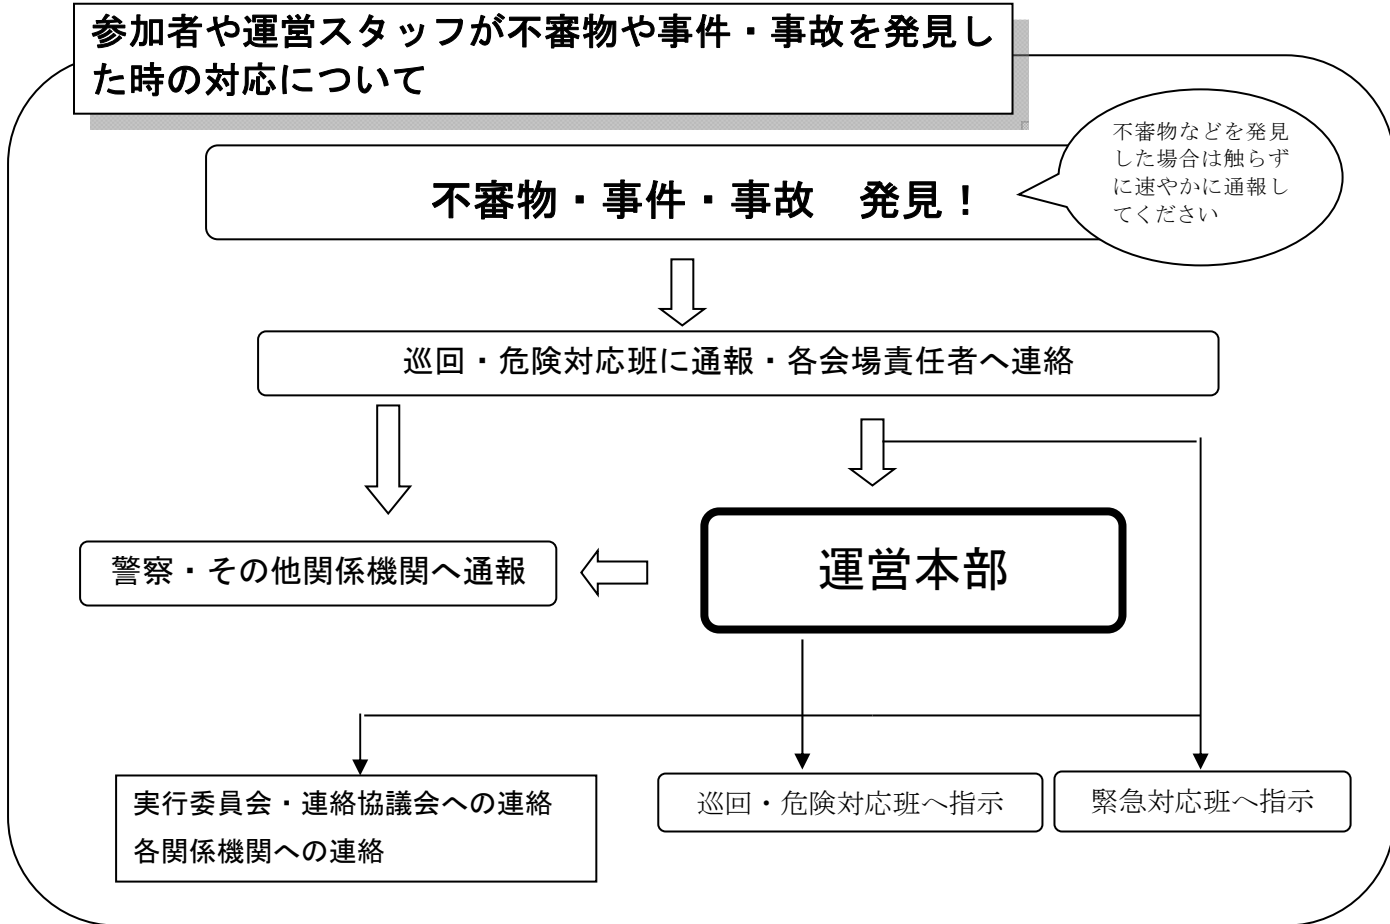 参加者や運営スタッフが不審物や事件・事故を発見し
た時の対応について
不審物などを発見
した場合は触らず
に速やかに通報し
てください
不審物・事件・事故　発見！
巡回・危険対応班に通報・各会場責任者へ連絡
警察・その他関係機関へ通報
運営本部
実行委員会・連絡協議会への連絡
各関係機関への連絡
巡回・危険対応班へ指示
緊急対応班へ指示